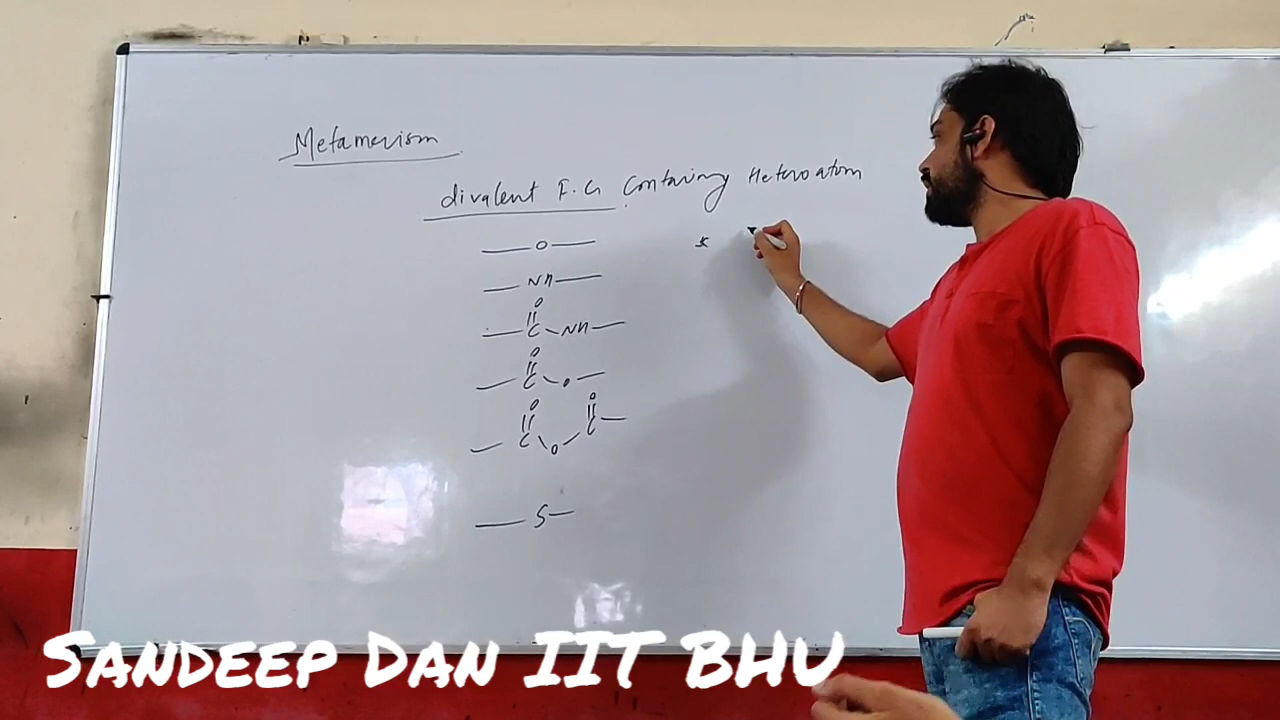 Metamerism
divalent F.G containing Heteroatom
— O —
— NH —
O
||
— C — NH —
O
||
— C — O —
O O
|| ||
— C — O — C —
— S —
*
SANDEEP DAN IIT BHU